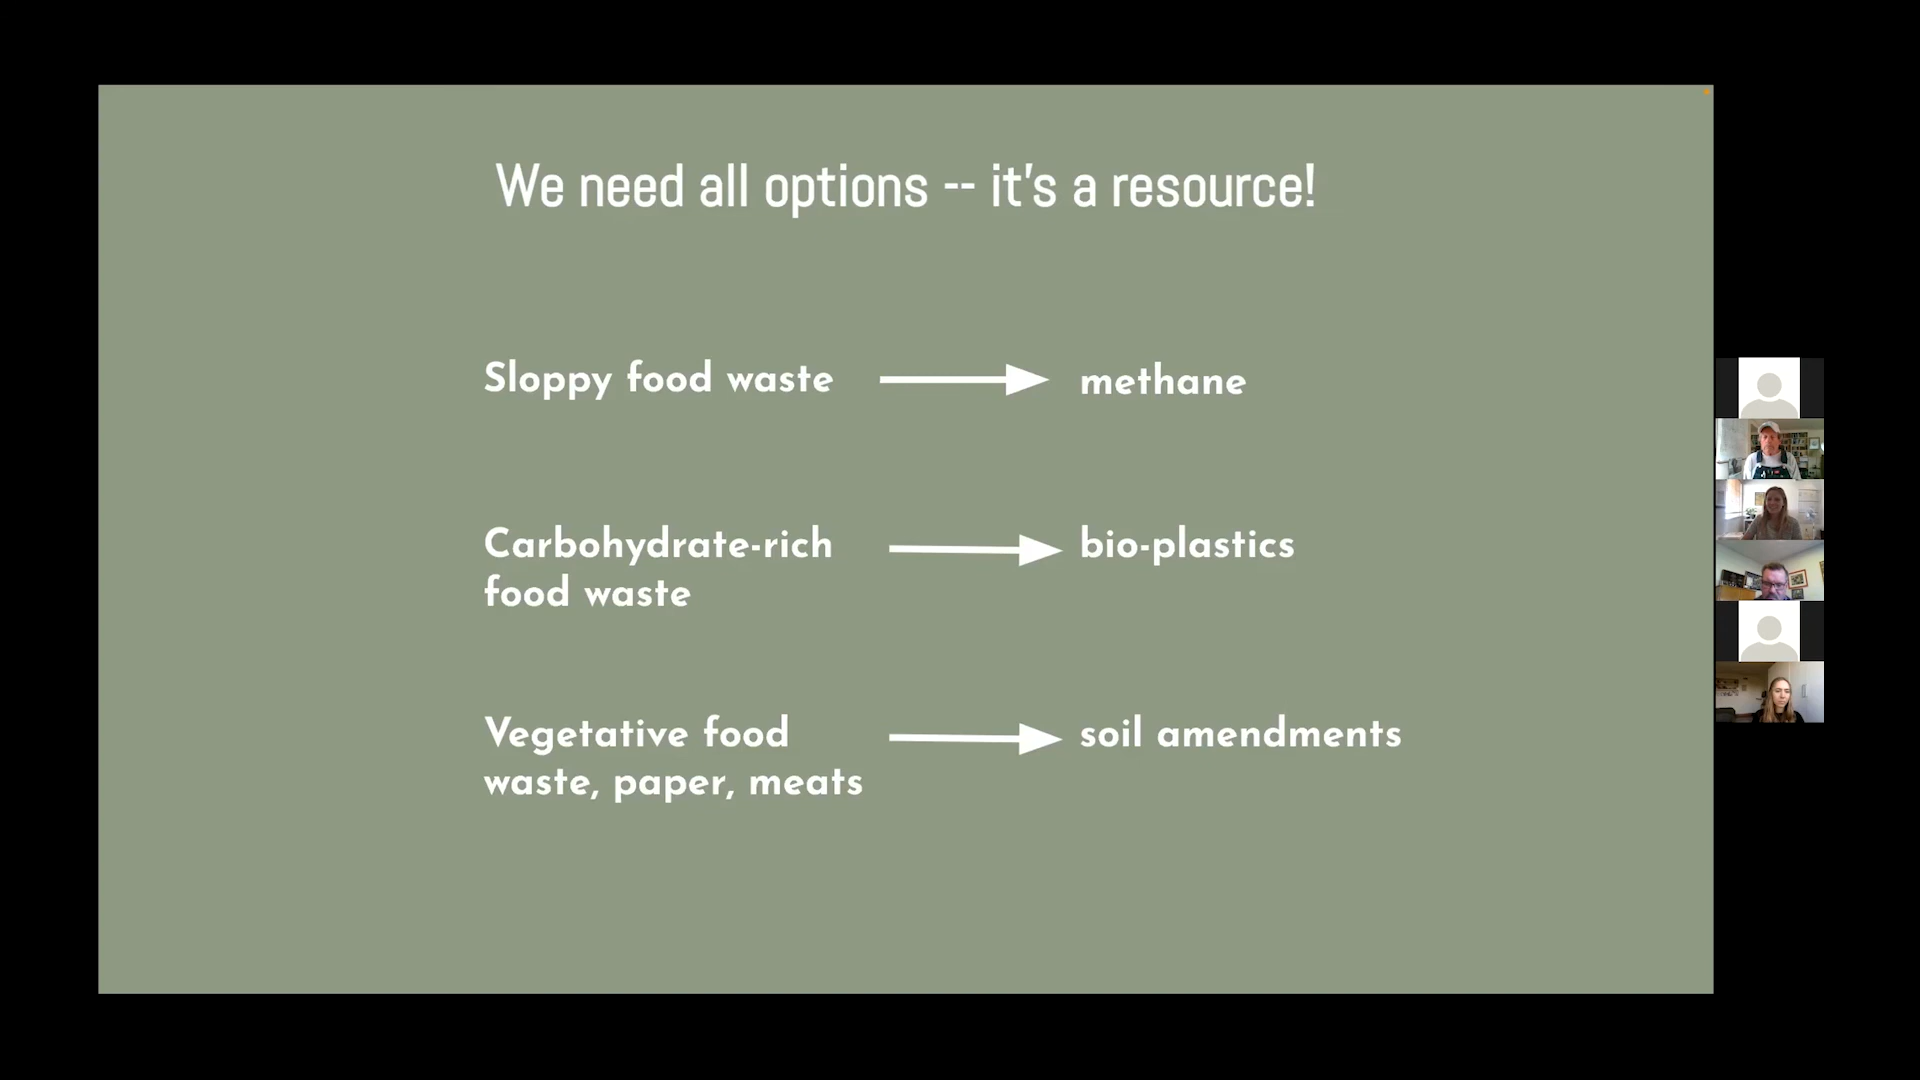 We need all options -- it's a resource!
Sloppy food waste
methane
Carbohydrate-rich
food waste
bio-plastics
Vegetative food
waste, paper, meats
soil amendments